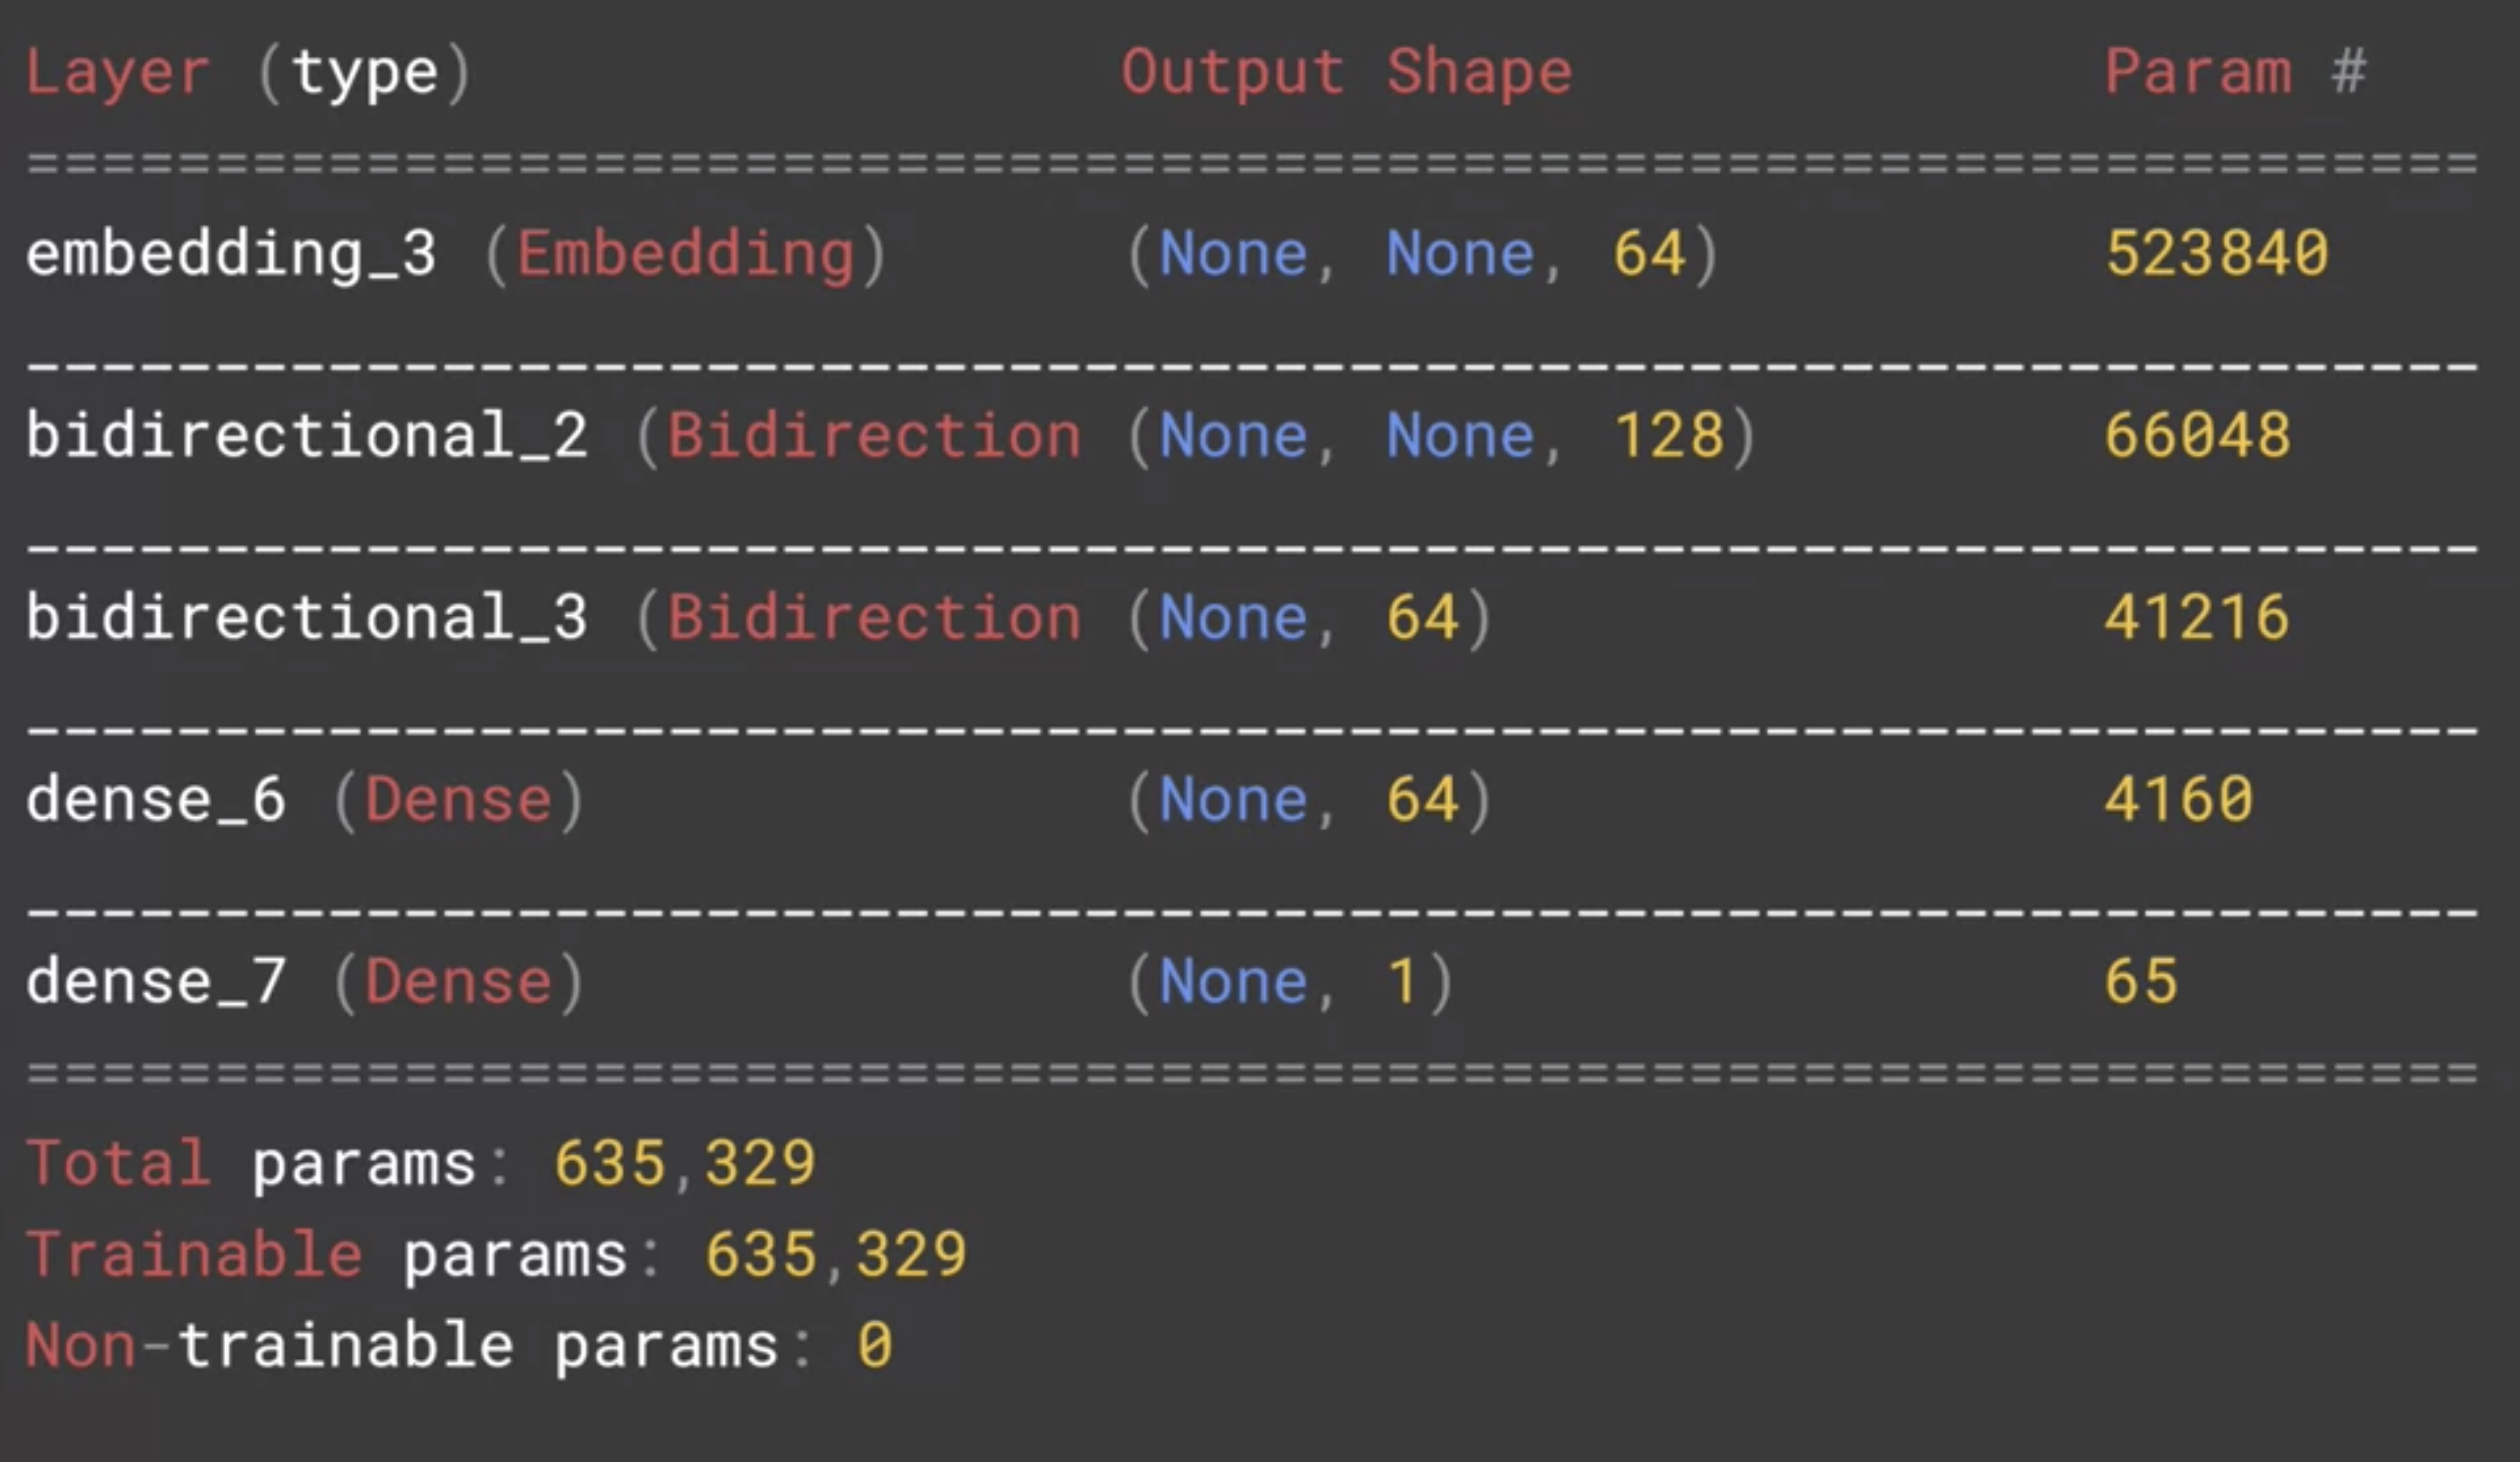 Layer (type) Output Shape Param #
=================================================================
embedding_3 (Embedding) (None, None, 64) 523840
_________________________________________________________________
bidirectional_2 (Bidirection (None, None, 128) 66048
_________________________________________________________________
bidirectional_3 (Bidirection (None, 64) 41216
_________________________________________________________________
dense_6 (Dense) (None, 64) 4160
_________________________________________________________________
dense_7 (Dense) (None, 1) 65
=================================================================
Total params: 635,329
Trainable params: 635,329
Non-trainable params: 0